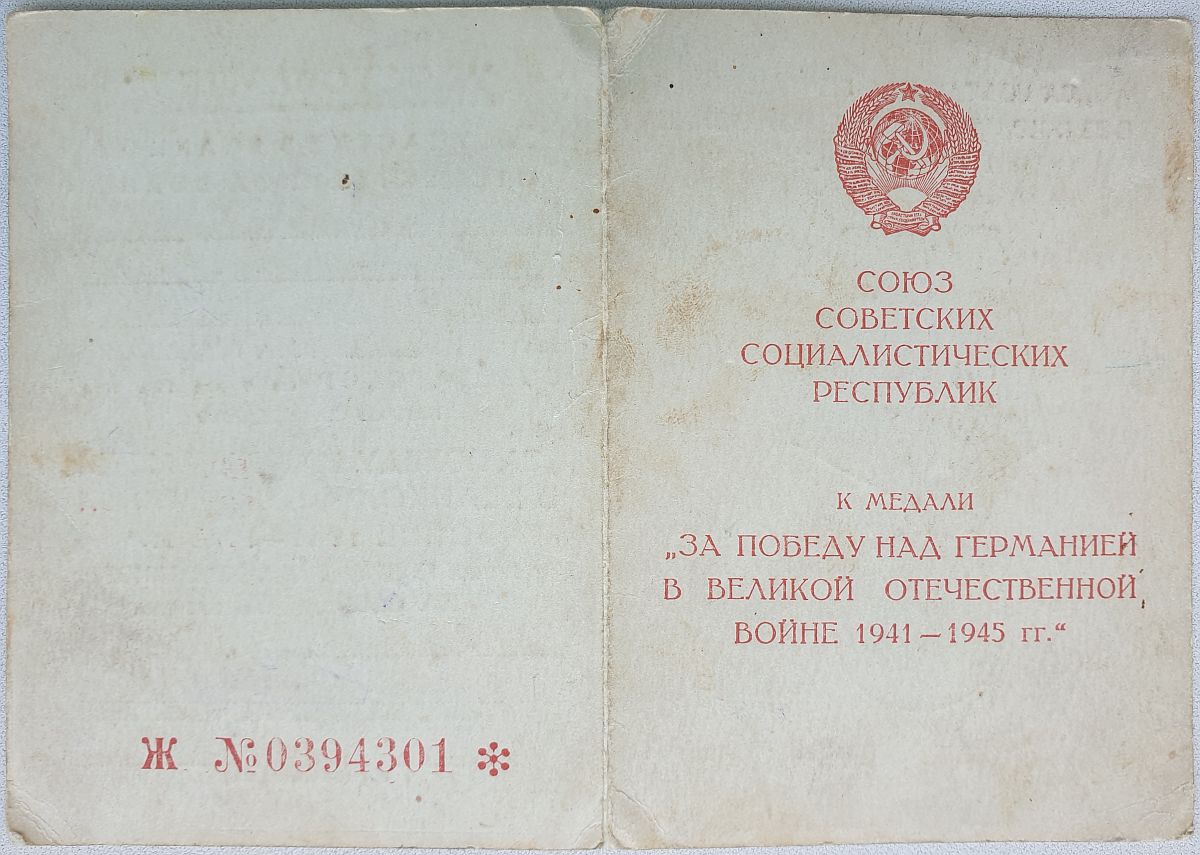 Ж №0394301
СОЮЗ
СОВЕТСКИХ
СОЦИАЛИСТИЧЕСКИХ
РЕСПУБЛИК
К МЕДАЛИ
„ЗА ПОБЕДУ НАД ГЕРМАНИЕЙ
В ВЕЛИКОЙ ОТЕЧЕСТВЕННОЙ
ВОЙНЕ 1941 — 1945 гг.“